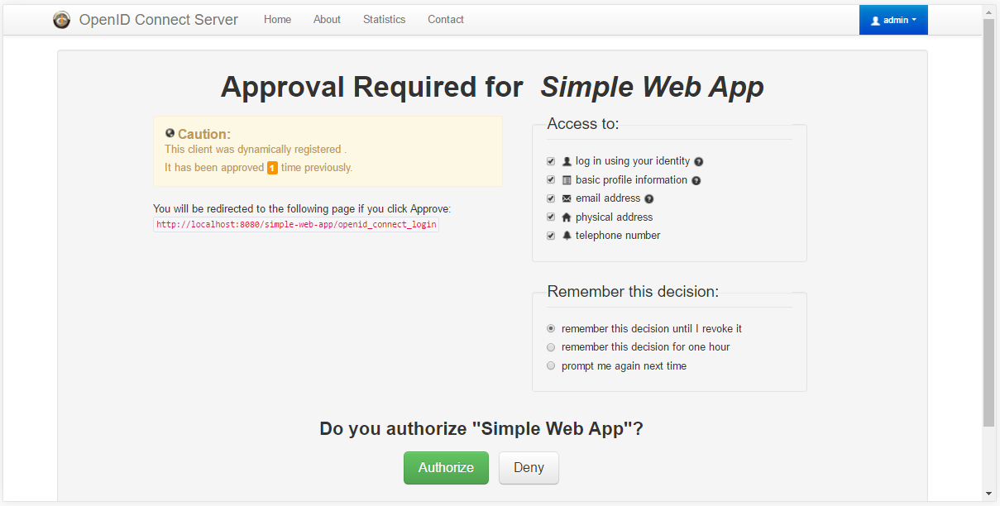 OpenID Connect Server Home About Statistics Contact admin
Approval Required for Simple Web App
Caution:
This client was dynamically registered .
It has been approved 1 time previously.
You will be redirected to the following page if you click Approve:
http://localhost:8080/simple-web-app/openid_connect_login
Access to:
log in using your identity ?
basic profile information ?
email address ?
physical address
telephone number
Remember this decision:
remember this decision until I revoke it
remember this decision for one hour
prompt me again next time
Do you authorize "Simple Web App"?
Authorize Deny